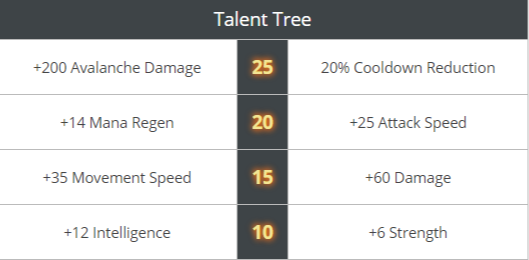 Talent Tree
+200 Avalanche Damage 25 20% Cooldown Reduction
+14 Mana Regen 20 +25 Attack Speed
+35 Movement Speed 15 +60 Damage
+12 Intelligence 10 +6 Strength